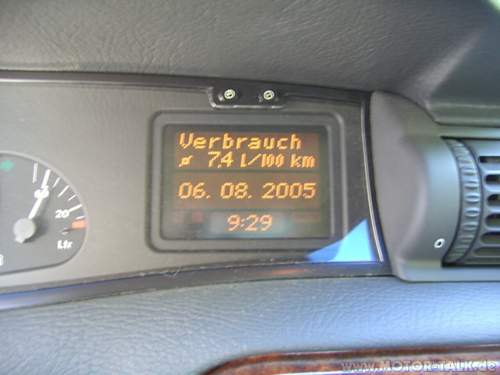 Verbrauch
ø 7.4 l/100 km
06. 08. 2005
9:29
20
Ltr
www.MOTOR-TALK.de